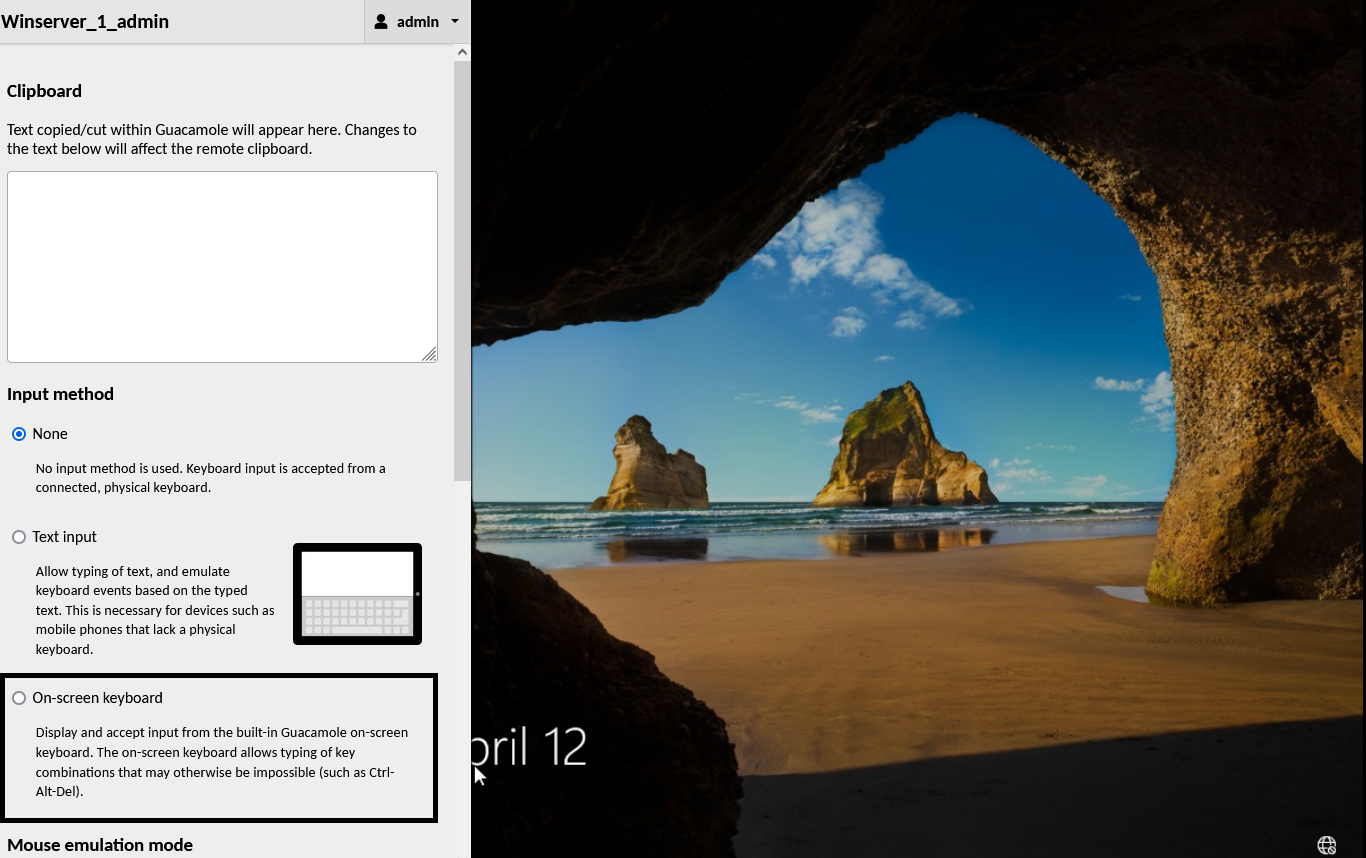 Winserver_1_admin
admin
Clipboard
Text copied/cut within Guacamole will appear here. Changes to
the text below will affect the remote clipboard.
Input method
None
No input method is used. Keyboard input is accepted from a
connected, physical keyboard.
Text input
Allow typing of text, and emulate
keyboard events based on the typed
text. This is necessary for devices such as
mobile phones that lack a physical
keyboard.
On-screen keyboard
Display and accept input from the built-in Guacamole on-screen
keyboard. The on-screen keyboard allows typing of key
combinations that may otherwise be impossible (such as Ctrl-
Alt-Del).
pril 12
Mouse emulation mode